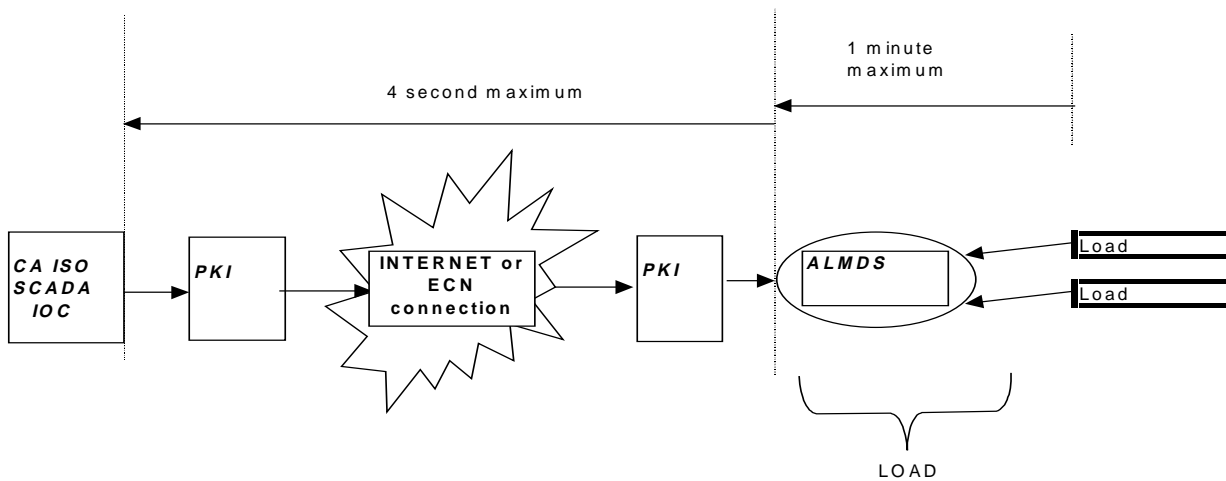 1 minute
maximum
4 second maximum
CA ISO
SCADA
IOC
PKI
INTERNET or
ECN
connection
PKI
ALMDS
Load
Load
LOAD